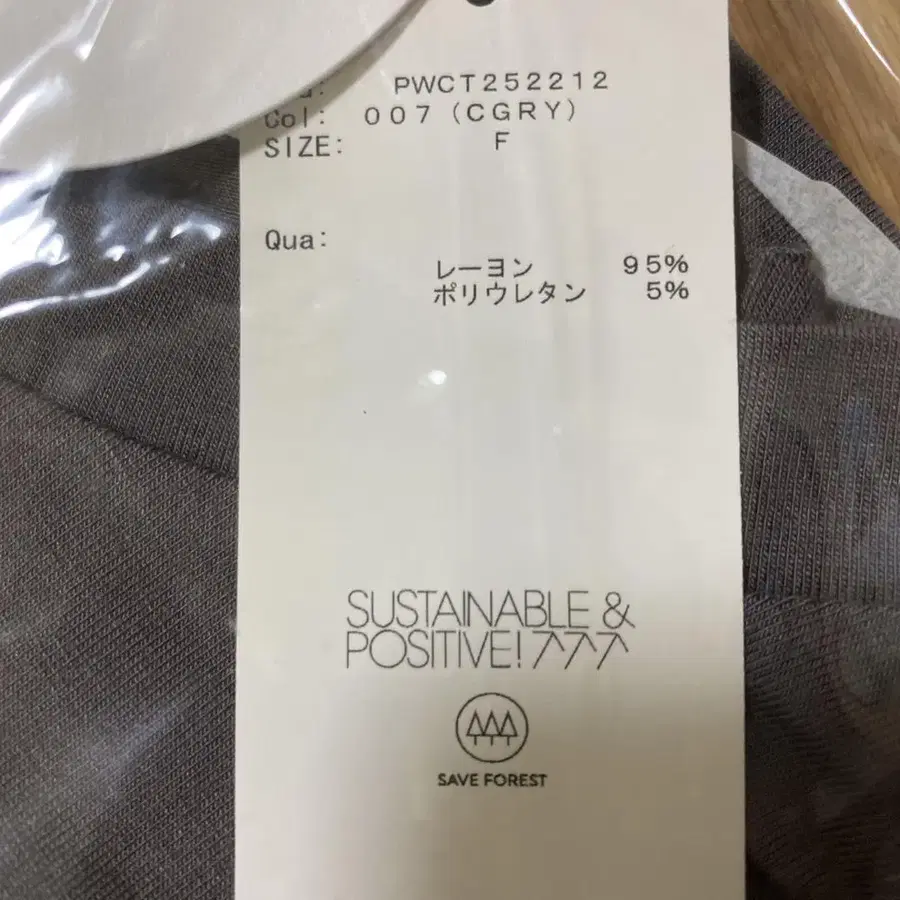 PWCT252212
Col: 007 (CGRY)
SIZE: F
Qua:
レーヨン 95%
ポリウレタン 5%
SUSTAINABLE &
POSITIVE!
SAVE FOREST